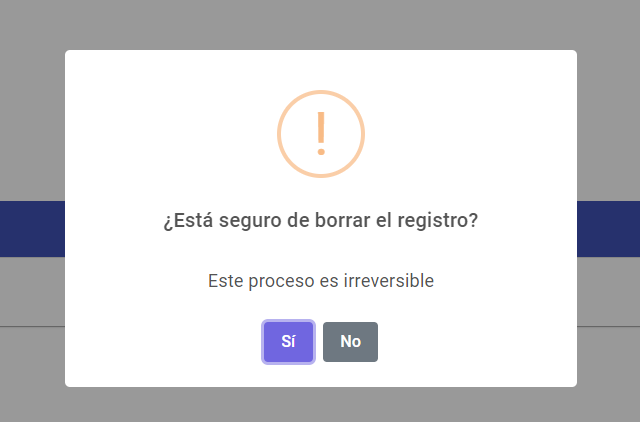 ¿Está seguro de borrar el registro?
Este proceso es irreversible
Sí
No